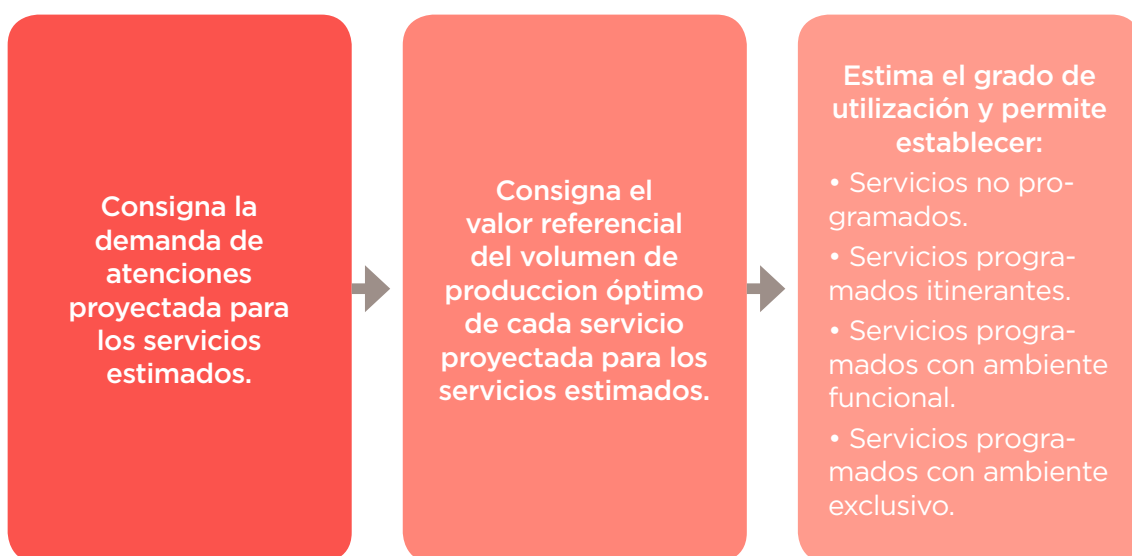 Consigna la
demanda de
atenciones
proyectada para
los servicios
estimados.
Consigna el
valor referencial
del volumen de
produccion óptimo
de cada servicio
proyectada para los
servicios estimados.
Estima el grado de
utilización y permite
establecer:
• Servicios no pro-
gramados.
• Servicios progra-
mados itinerantes.
• Servicios progra-
mados con ambiente
funcional.
• Servicios progra-
mados con ambiente
exclusivo.